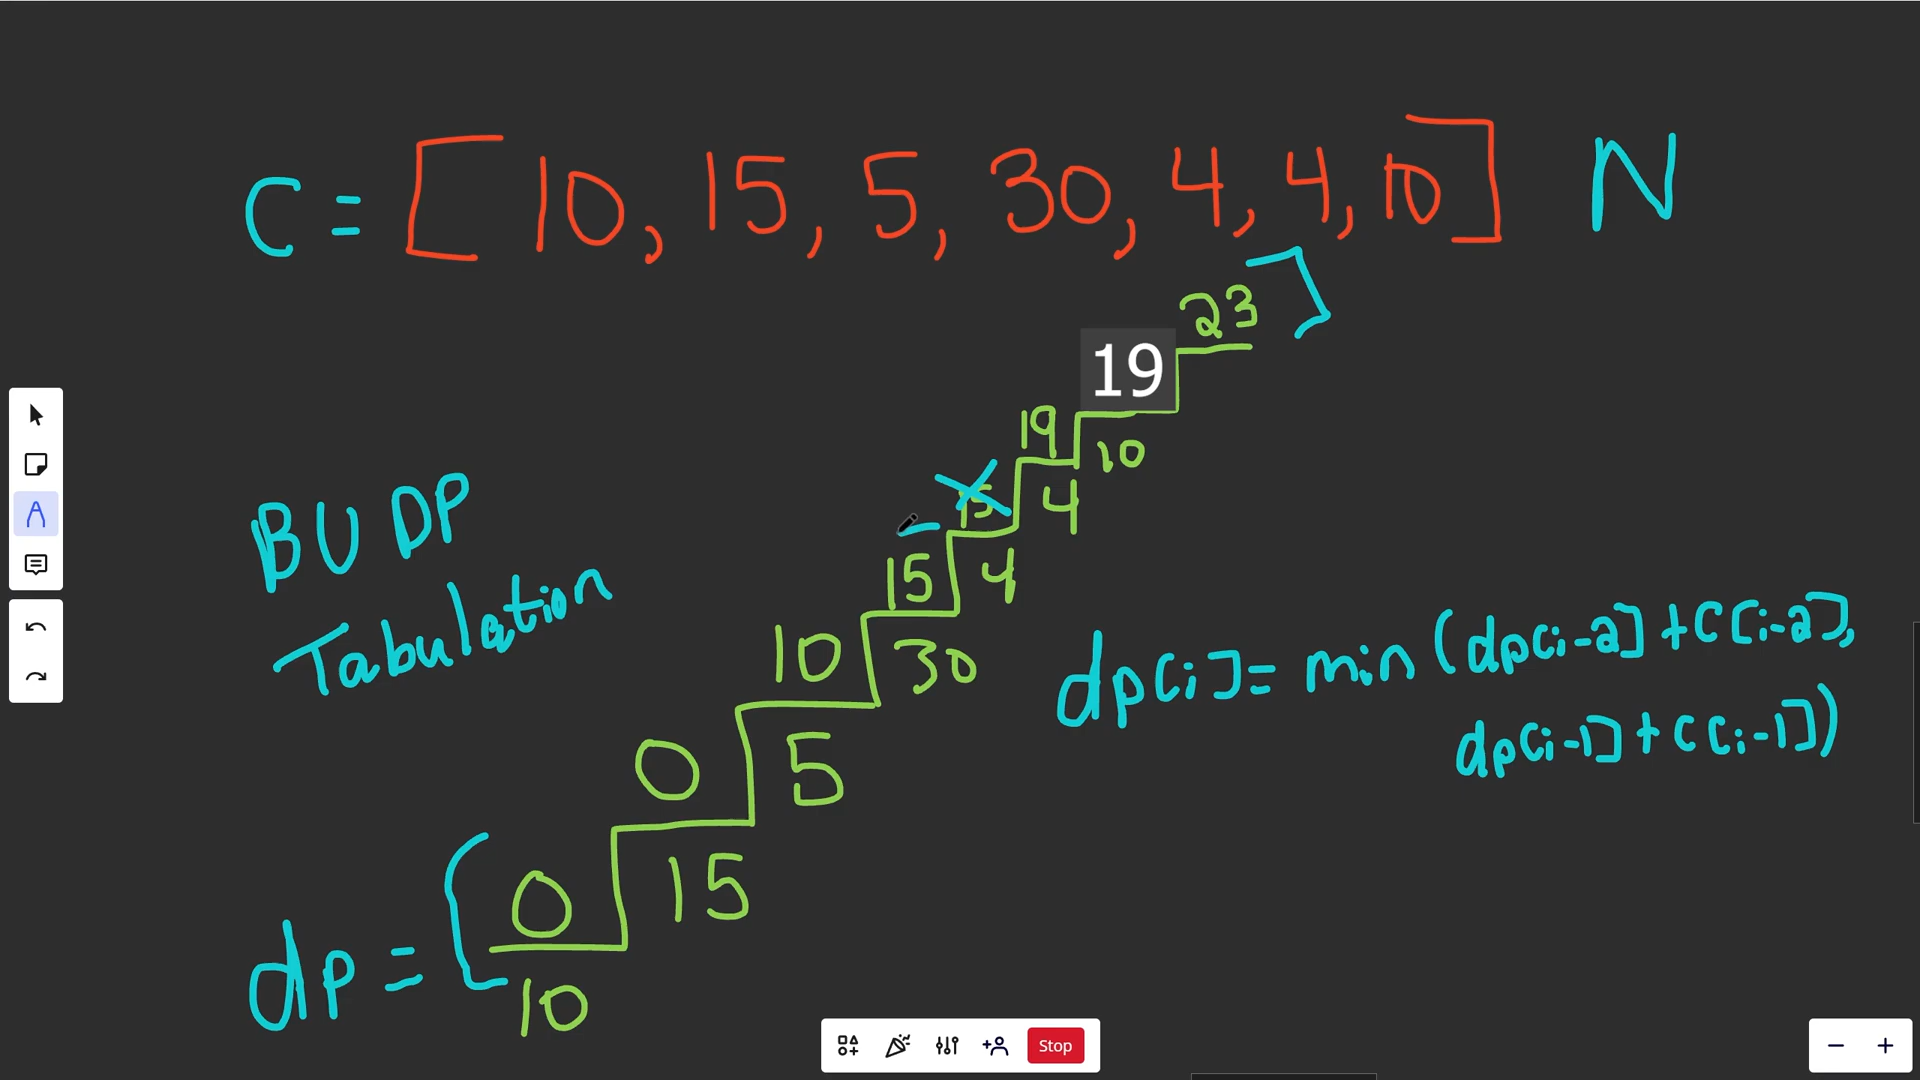 C = [ 10, 15, 5, 30, 4, 4, 10 ] N
23
19
19
10
15
4
15
4
BU DP
Tabulation
10
30
dp[i] = min (dp[i-2] + C[i-2],
dp[i-1] + C[i-1])
0
5
0
15
dp = [
10
]
Stop